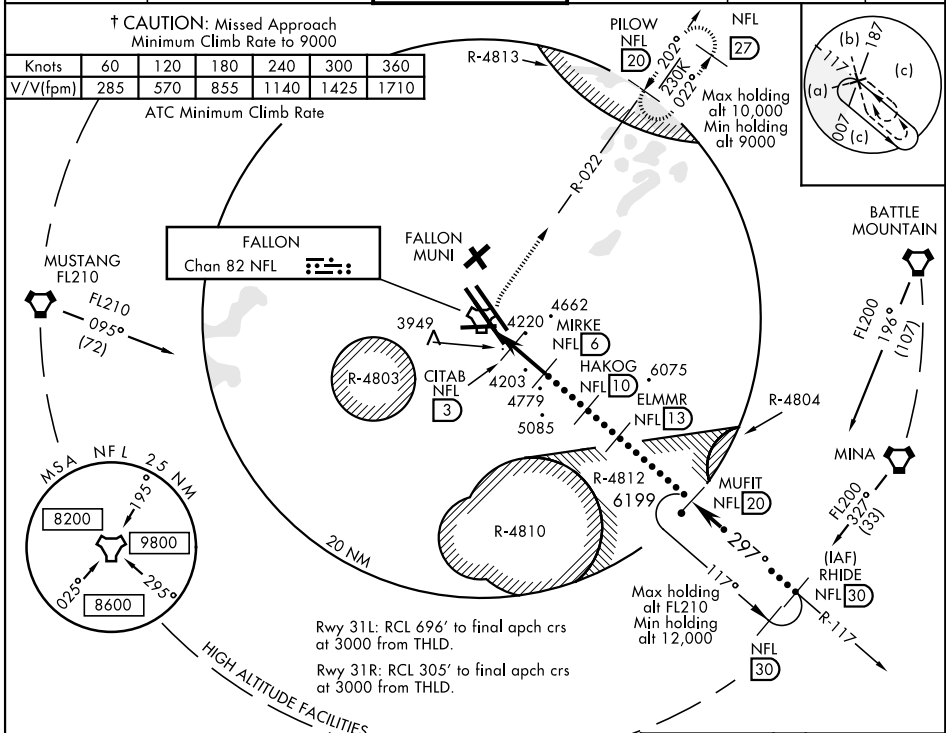 † CAUTION: Missed Approach
Minimum Climb Rate to 9000
Knots 60 120 180 240 300 360
V/V(fpm) 285 570 855 1140 1425 1710
ATC Minimum Climb Rate
R-4813
PILOW
NFL
20
NFL
27
202°
230K
022°
Max holding
alt 10,000
Min holding
alt 9000
(b)
187
117
(c)
(a)
007
(c)
R-022
BATTLE
MOUNTAIN
FALLON
Chan 82 NFL
FALLON
MUNI
MUSTANG
FL210
FL210
095°
(72)
FL200
196°
(107)
3949
4220
4662
MIRKE
NFL 6
R-4803
CITAB
NFL
3
4203
4779
5085
HAKOG
NFL 10
6075
ELMMR
NFL 13
R-4804
MINA
FL200
327°
(33)
R-4812
6199
MUFIT
NFL 20
R-4810
20 NM
MSA NFL 25 NM
195°
8200
9800
025°
8600
295°
297°
117°
(IAF)
RHIDE
NFL 30
R-117
Max holding
alt FL210
Min holding
alt 12,000
NFL
30
Rwy 31L: RCL 696' to final apch crs
at 3000 from THLD.
Rwy 31R: RCL 305' to final apch crs
at 3000 from THLD.
HIGH ALTITUDE FACILITIES